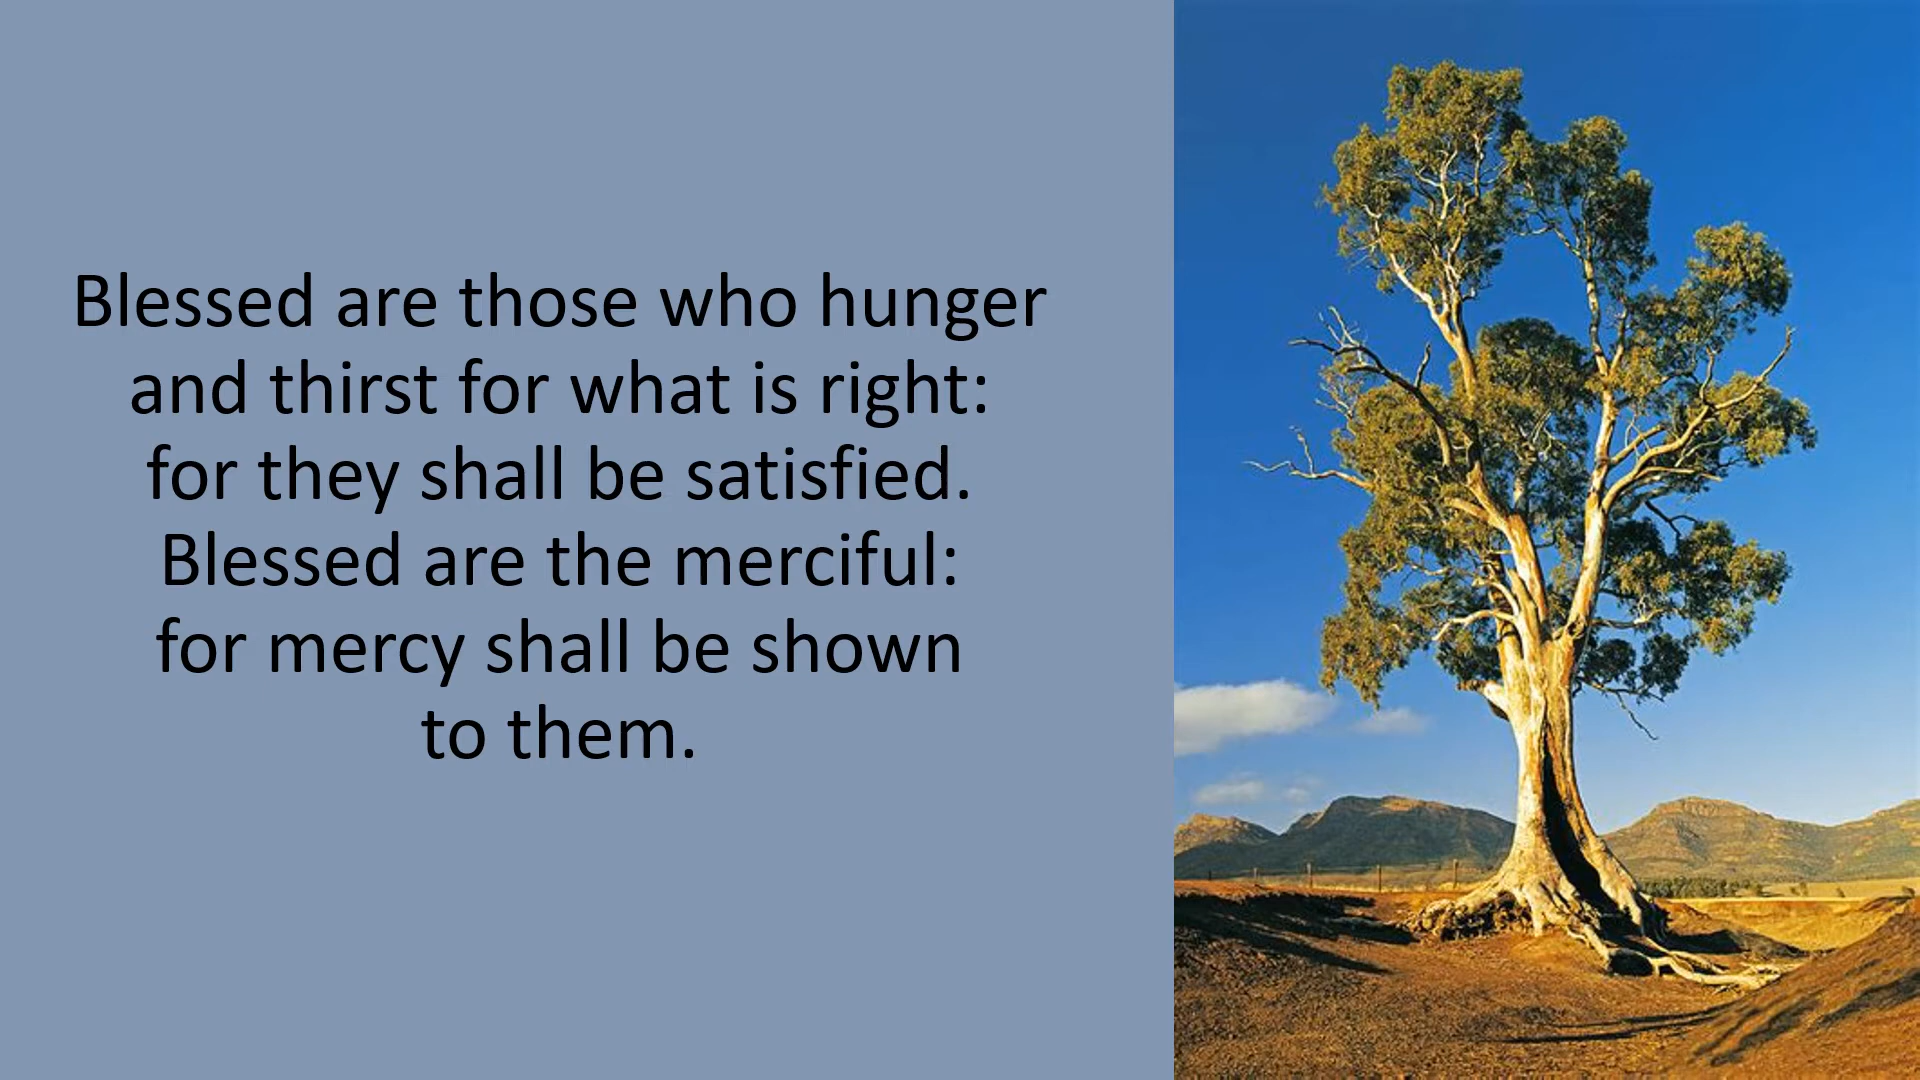 Blessed are those who hunger
and thirst for what is right:
for they shall be satisfied.
Blessed are the merciful:
for mercy shall be shown
to them.